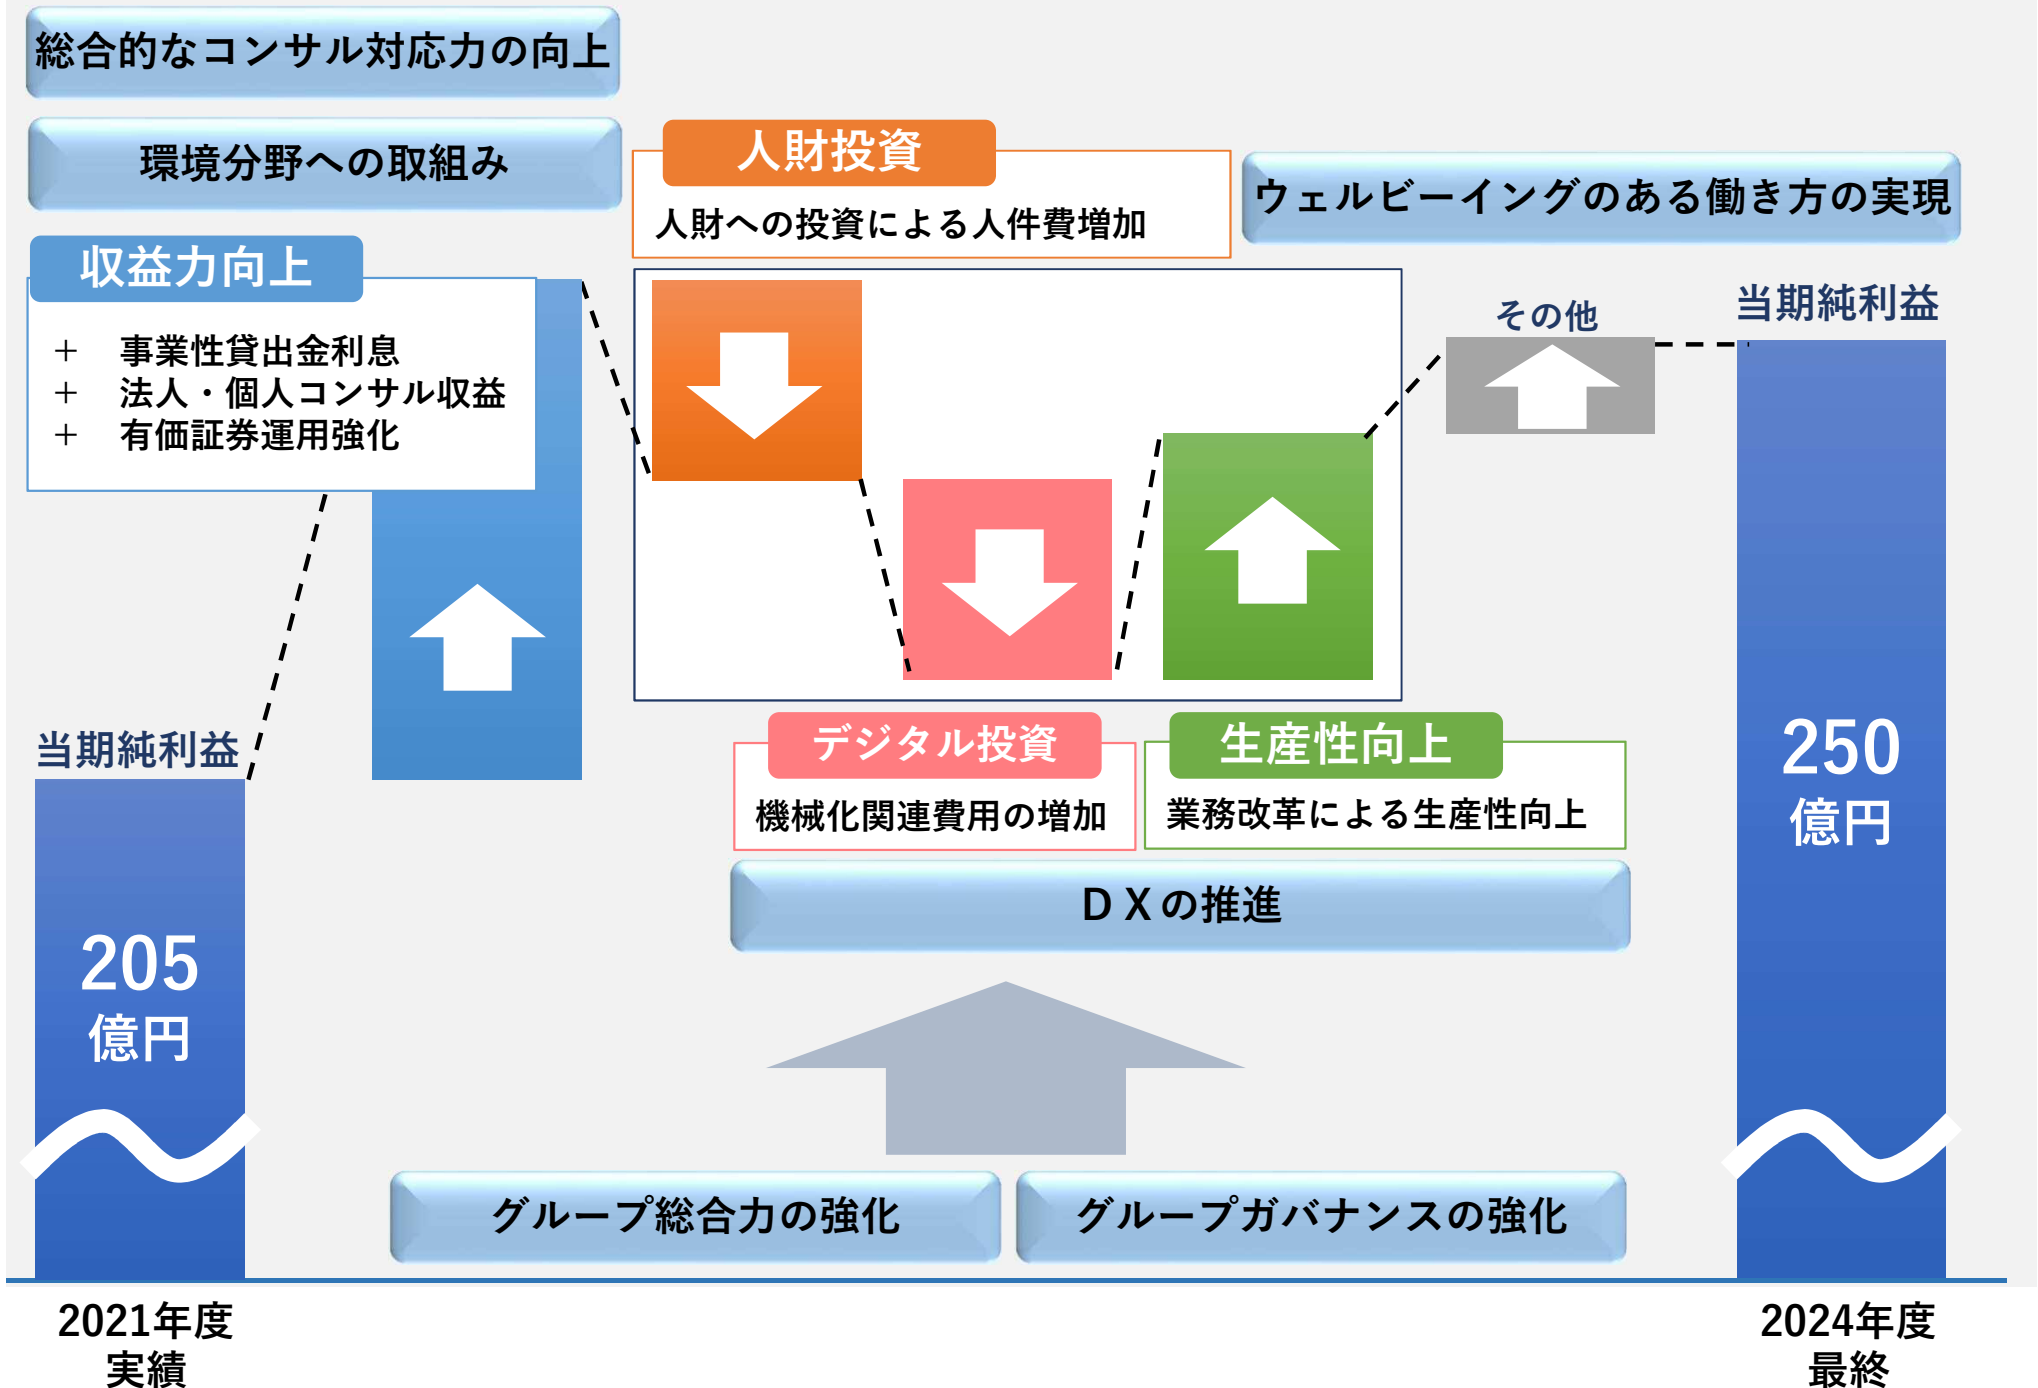 総合的なコンサル対応力の向上
環境分野への取組み
人財投資
人財への投資による人件費増加
ウェルビーイングのある働き方の実現
収益力向上
＋ 事業性貸出金利息
＋ 法人・個人コンサル収益
＋ 有価証券運用強化
その他
当期純利益
当期純利益
デジタル投資
機械化関連費用の増加
生産性向上
業務改革による生産性向上
250
億円
ＤＸの推進
205
億円
グループ総合力の強化
グループガバナンスの強化
2021年度
実績
2024年度
最終